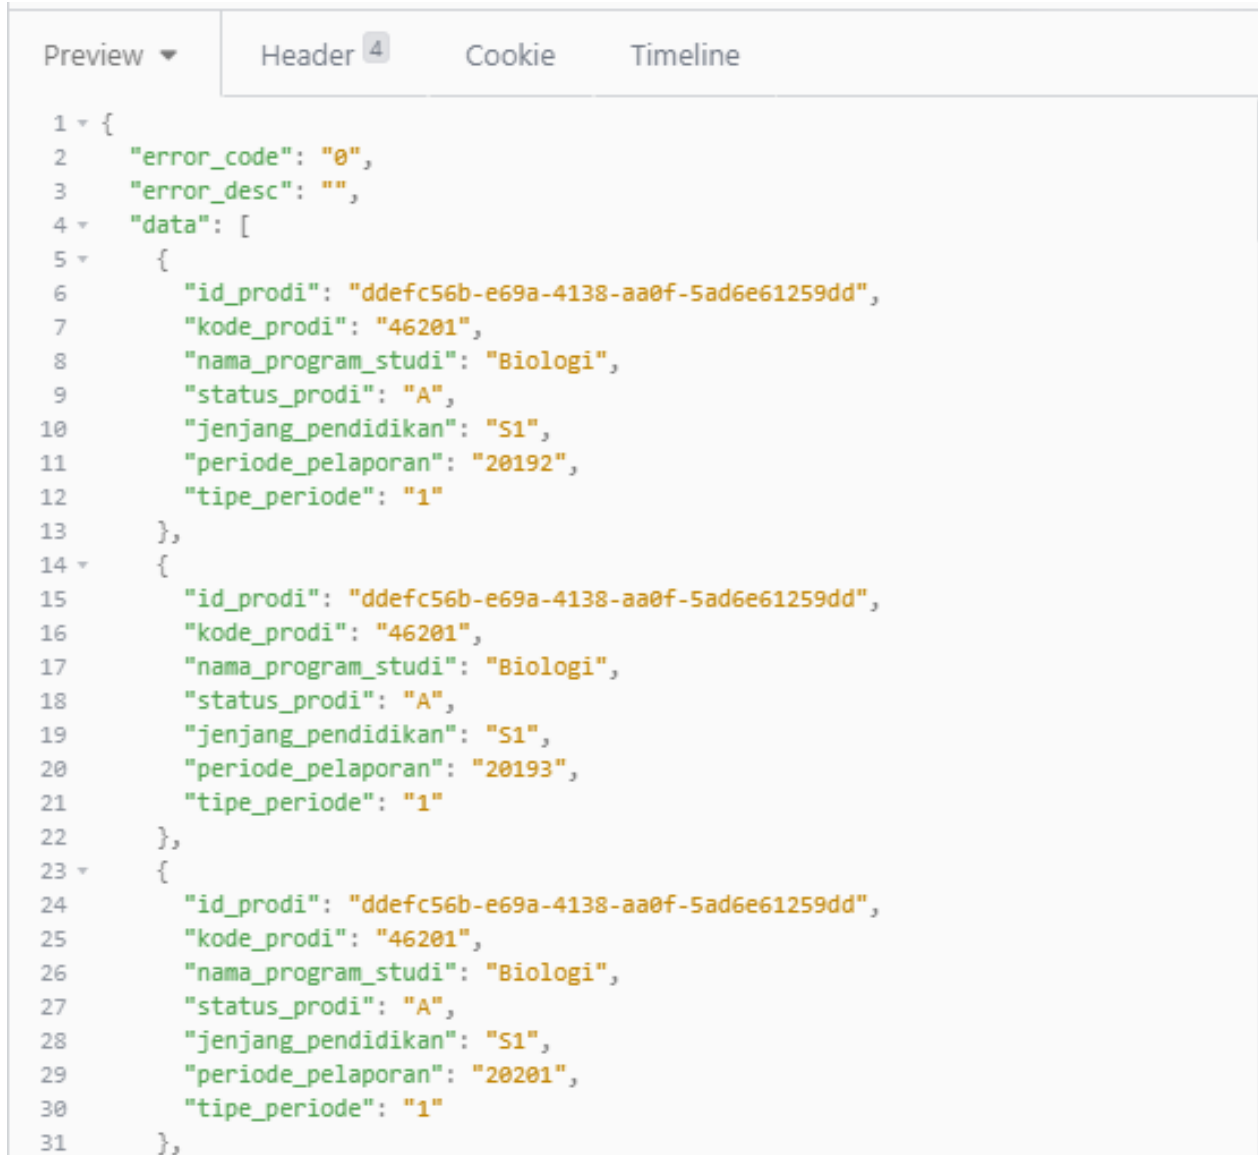 Preview Header 4 Cookie Timeline
1 {
2 "error_code": "0",
3 "error_desc": "",
4 "data": [
5 {
6 "id_prodi": "ddefc56b-e69a-4138-aa0f-5ad6e61259dd",
7 "kode_prodi": "46201",
8 "nama_program_studi": "Biologi",
9 "status_prodi": "A",
10 "jenjang_pendidikan": "S1",
11 "periode_pelaporan": "20192",
12 "tipe_periode": "1"
13 },
14 {
15 "id_prodi": "ddefc56b-e69a-4138-aa0f-5ad6e61259dd",
16 "kode_prodi": "46201",
17 "nama_program_studi": "Biologi",
18 "status_prodi": "A",
19 "jenjang_pendidikan": "S1",
20 "periode_pelaporan": "20193",
21 "tipe_periode": "1"
22 },
23 {
24 "id_prodi": "ddefc56b-e69a-4138-aa0f-5ad6e61259dd",
25 "kode_prodi": "46201",
26 "nama_program_studi": "Biologi",
27 "status_prodi": "A",
28 "jenjang_pendidikan": "S1",
29 "periode_pelaporan": "20201",
30 "tipe_periode": "1"
31 },